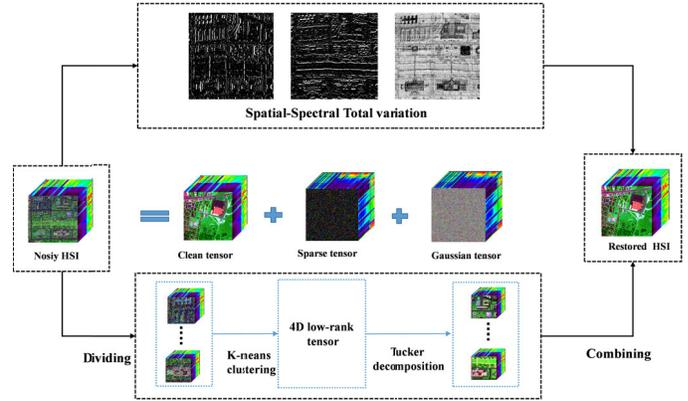 Spatial-Spectral Total variation
Nosiy HSI
Clean tensor
Sparse tensor
Gaussian tensor
Restored HSI
Dividing
K-means
clustering
4D low-rank
tensor
Tucker
decomposition
Combining